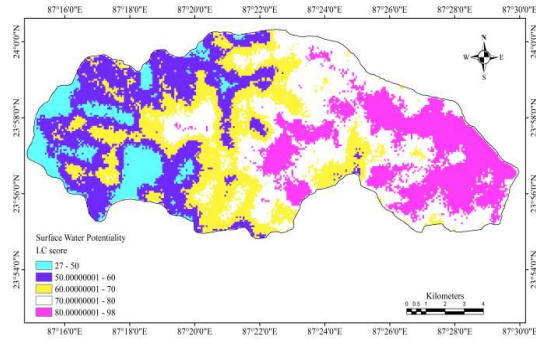 87°16'0"E 87°18'0"E 87°20'0"E 87°22'0"E 87°24'0"E 87°26'0"E 87°28'0"E 87°30'0"E
24°0'0"N 24°0'0"N
N
W E
S
23°58'0"N 23°58'0"N
23°56'0"N 23°56'0"N
23°54'0"N 23°54'0"N
Surface Water Potentiality
LC score
27 - 50
50.00000001 - 60
60.00000001 - 70
70.00000001 - 80
80.00000001 - 98
Kilometers
0 0.5 1 2 3 4
87°16'0"E 87°18'0"E 87°20'0"E 87°22'0"E 87°24'0"E 87°26'0"E 87°28'0"E 87°30'0"E